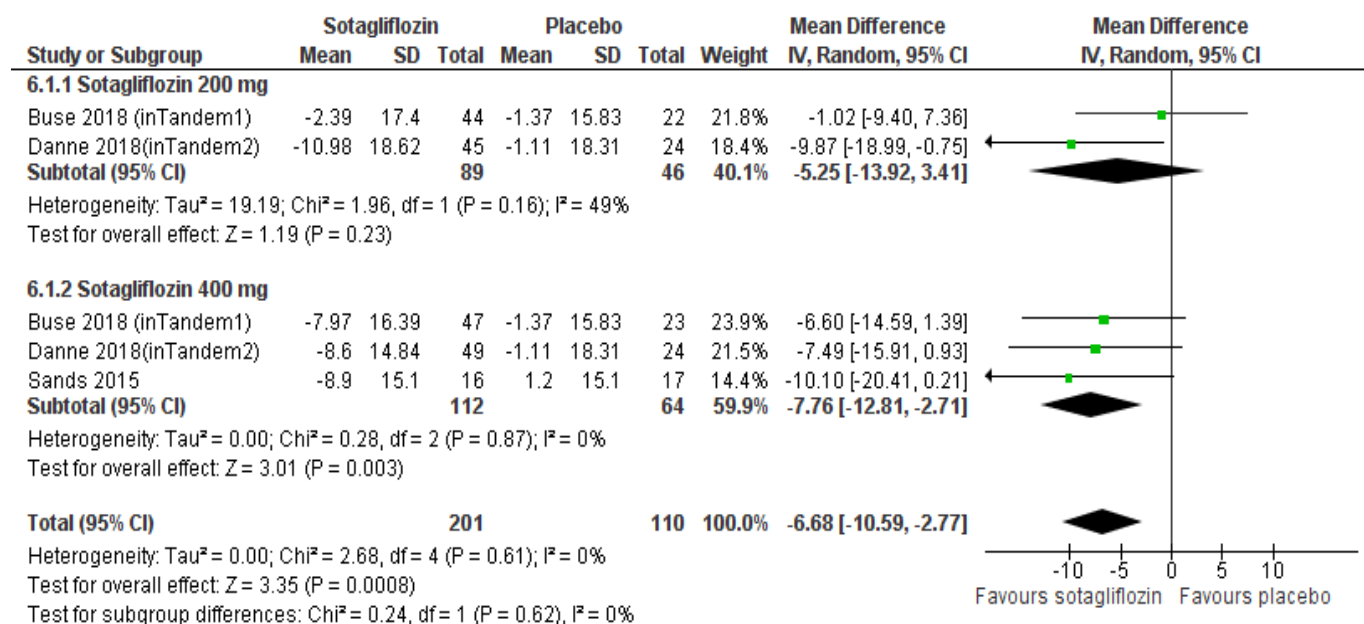 Sotagliflozin Placebo Mean Difference Mean Difference
Study or Subgroup Mean SD Total Mean SD Total Weight IV, Random, 95% CI IV, Random, 95% CI
6.1.1 Sotagliflozin 200 mg
Buse 2018 (inTandem1) -2.39 17.4 44 -1.37 15.83 22 21.8% -1.02 [-9.40, 7.36]
Danne 2018(inTandem2) -10.98 18.62 45 -1.11 18.31 24 18.4% -9.87 [-18.99, -0.75]
Subtotal (95% CI) 89 46 40.1% -5.25 [-13.92, 3.41]
Heterogeneity: Tau² = 19.19; Chi² = 1.96, df = 1 (P = 0.16); I² = 49%
Test for overall effect: Z = 1.19 (P = 0.23)
6.1.2 Sotagliflozin 400 mg
Buse 2018 (inTandem1) -7.97 16.39 47 -1.37 15.83 23 23.9% -6.60 [-14.59, 1.39]
Danne 2018(inTandem2) -8.6 14.84 49 -1.11 18.31 24 21.5% -7.49 [-15.91, 0.93]
Sands 2015 -8.9 15.1 16 1.2 15.1 17 14.4% -10.10 [-20.41, 0.21]
Subtotal (95% CI) 112 64 59.9% -7.76 [-12.81, -2.71]
Heterogeneity: Tau² = 0.00; Chi² = 0.28, df = 2 (P = 0.87); I² = 0%
Test for overall effect: Z = 3.01 (P = 0.003)
Total (95% CI) 201 110 100.0% -6.68 [-10.59, -2.77]
Heterogeneity: Tau² = 0.00; Chi² = 2.68, df = 4 (P = 0.61); I² = 0%
Test for overall effect: Z = 3.35 (P = 0.0008)
Test for subgroup differences: Chi² = 0.24, df = 1 (P = 0.62), I² = 0%
-10 -5 0 5 10
Favours sotagliflozin Favours placebo